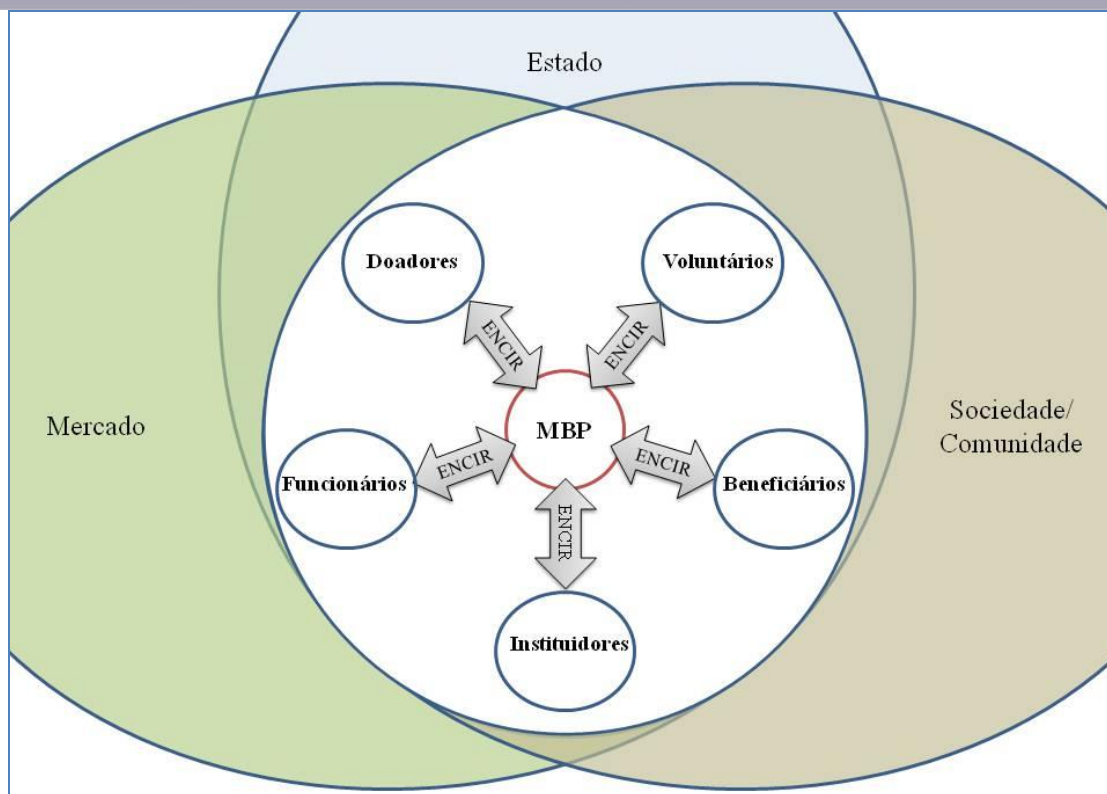 Estado
Doadores
Voluntários
ENCIR
ENCIR
Mercado
MBP
Sociedade/
Comunidade
Funcionários
ENCIR
ENCIR
Beneficiários
ENCIR
Instituidores